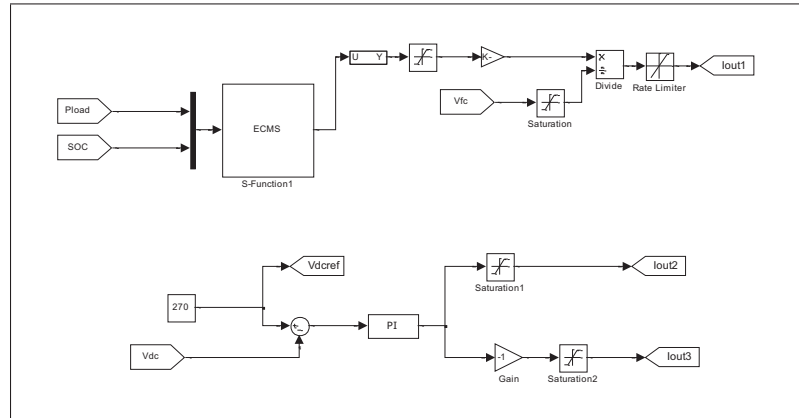 U Y
K-
×
÷
Iout1
Pload
Vfc
Divide
Rate Limiter
ECMS
Saturation
SOC
S-Function1
Vdcref
Iout2
Saturation1
270
+
-
PI
Vdc
-1
Iout3
Gain
Saturation2